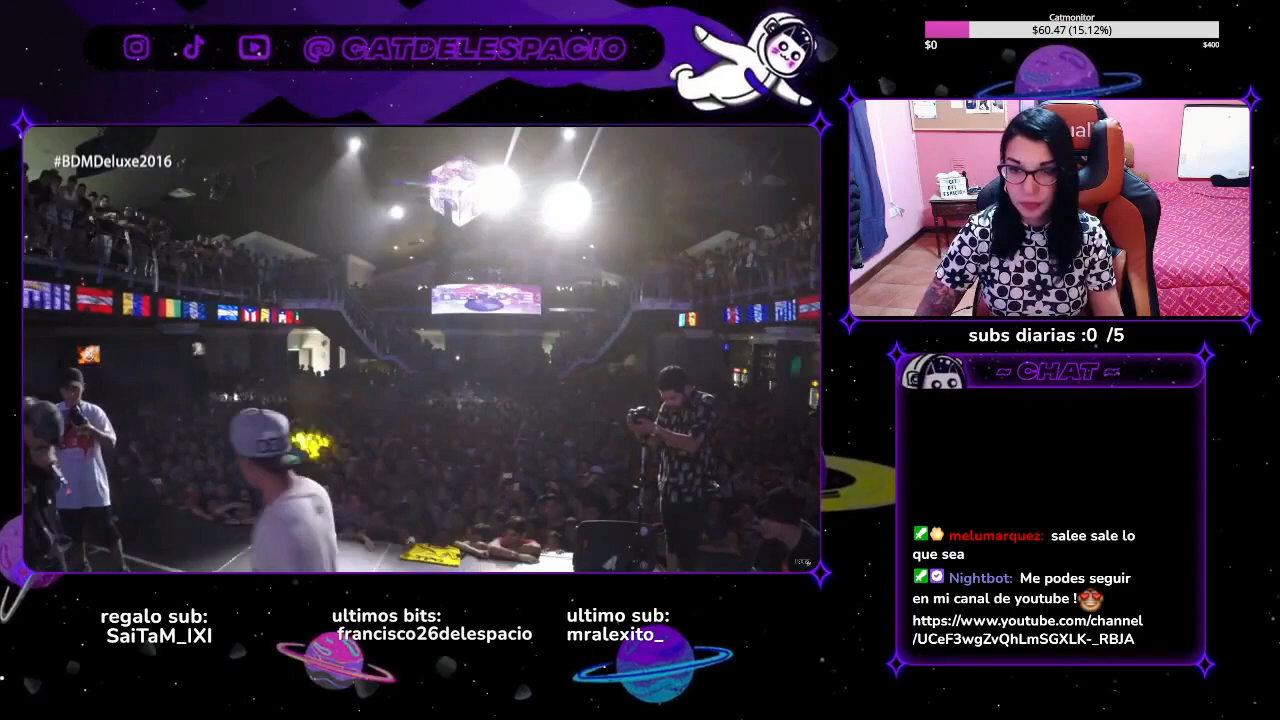 @ CATDELESPACIO
Catmonitor
$60.47 (15.12%)
$0
$400
#BDMDeluxe2016
subs diarias :0 /5
~ CHAT ~
melumarquez: salee sale lo
que sea
Nightbot: Me podes seguir
en mi canal de youtube !
https://www.youtube.com/channel
/UCeF3wgZvQhLmSGXLK-_RBJA
regalo sub:
SaiTaM_IXI
ultimos bits:
francisco26delespacio
ultimo sub:
mralexito_